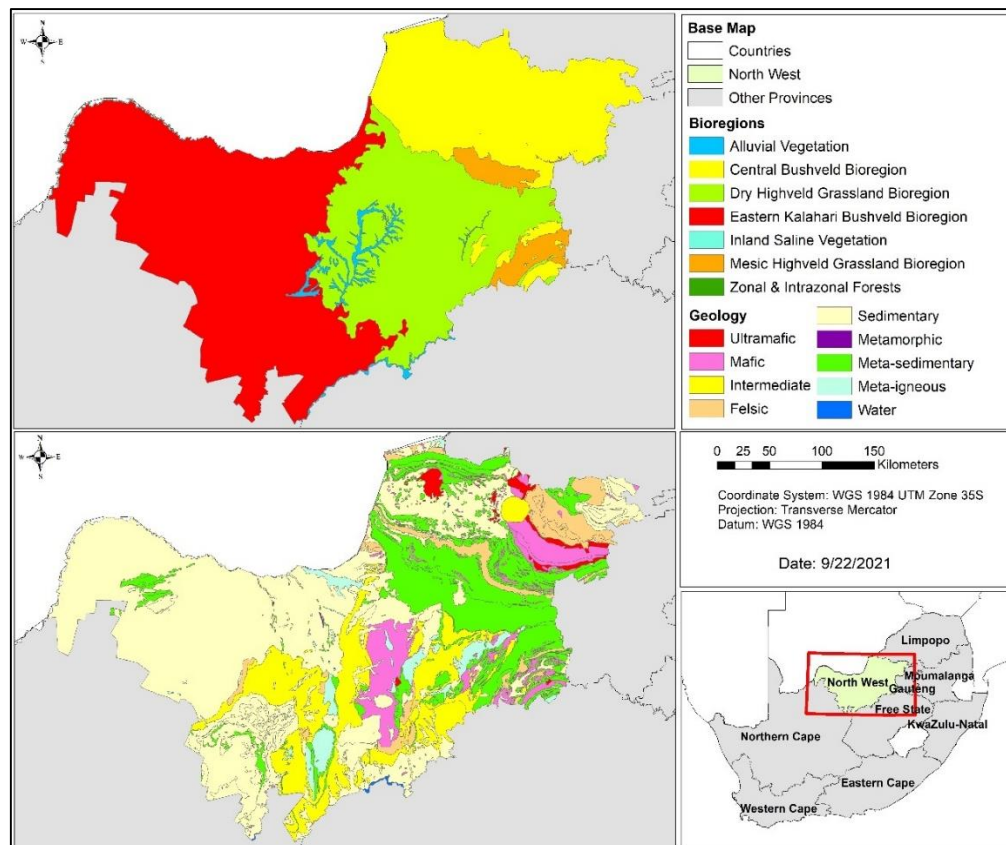 N
W E
S
Base Map
Countries
North West
Other Provinces
Bioregions
Alluvial Vegetation
Central Bushveld Bioregion
Dry Highveld Grassland Bioregion
Eastern Kalahari Bushveld Bioregion
Inland Saline Vegetation
Mesic Highveld Grassland Bioregion
Zonal & Intrazonal Forests
Geology
Ultramafic
Mafic
Intermediate
Felsic
Sedimentary
Metamorphic
Meta-sedimentary
Meta-igneous
Water
N
W E
S
0 25 50 100 150
Kilometers
Coordinate System: WGS 1984 UTM Zone 35S
Projection: Transverse Mercator
Datum: WGS 1984
Date: 9/22/2021
Limpopo
North West
Mpumalanga
Gauteng
Free State
KwaZulu-Natal
Northern Cape
Eastern Cape
Western Cape